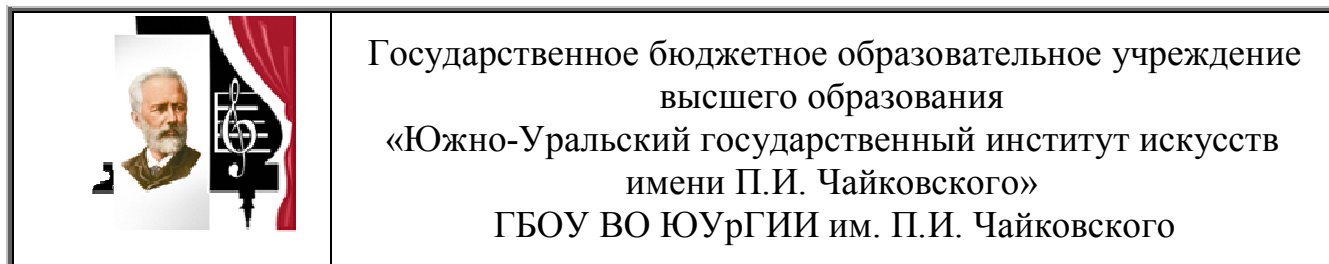 Государственное бюджетное образовательное учреждение
высшего образования
«Южно-Уральский государственный институт искусств
имени П.И. Чайковского»
ГБОУ ВО ЮУрГИИ им. П.И. Чайковского